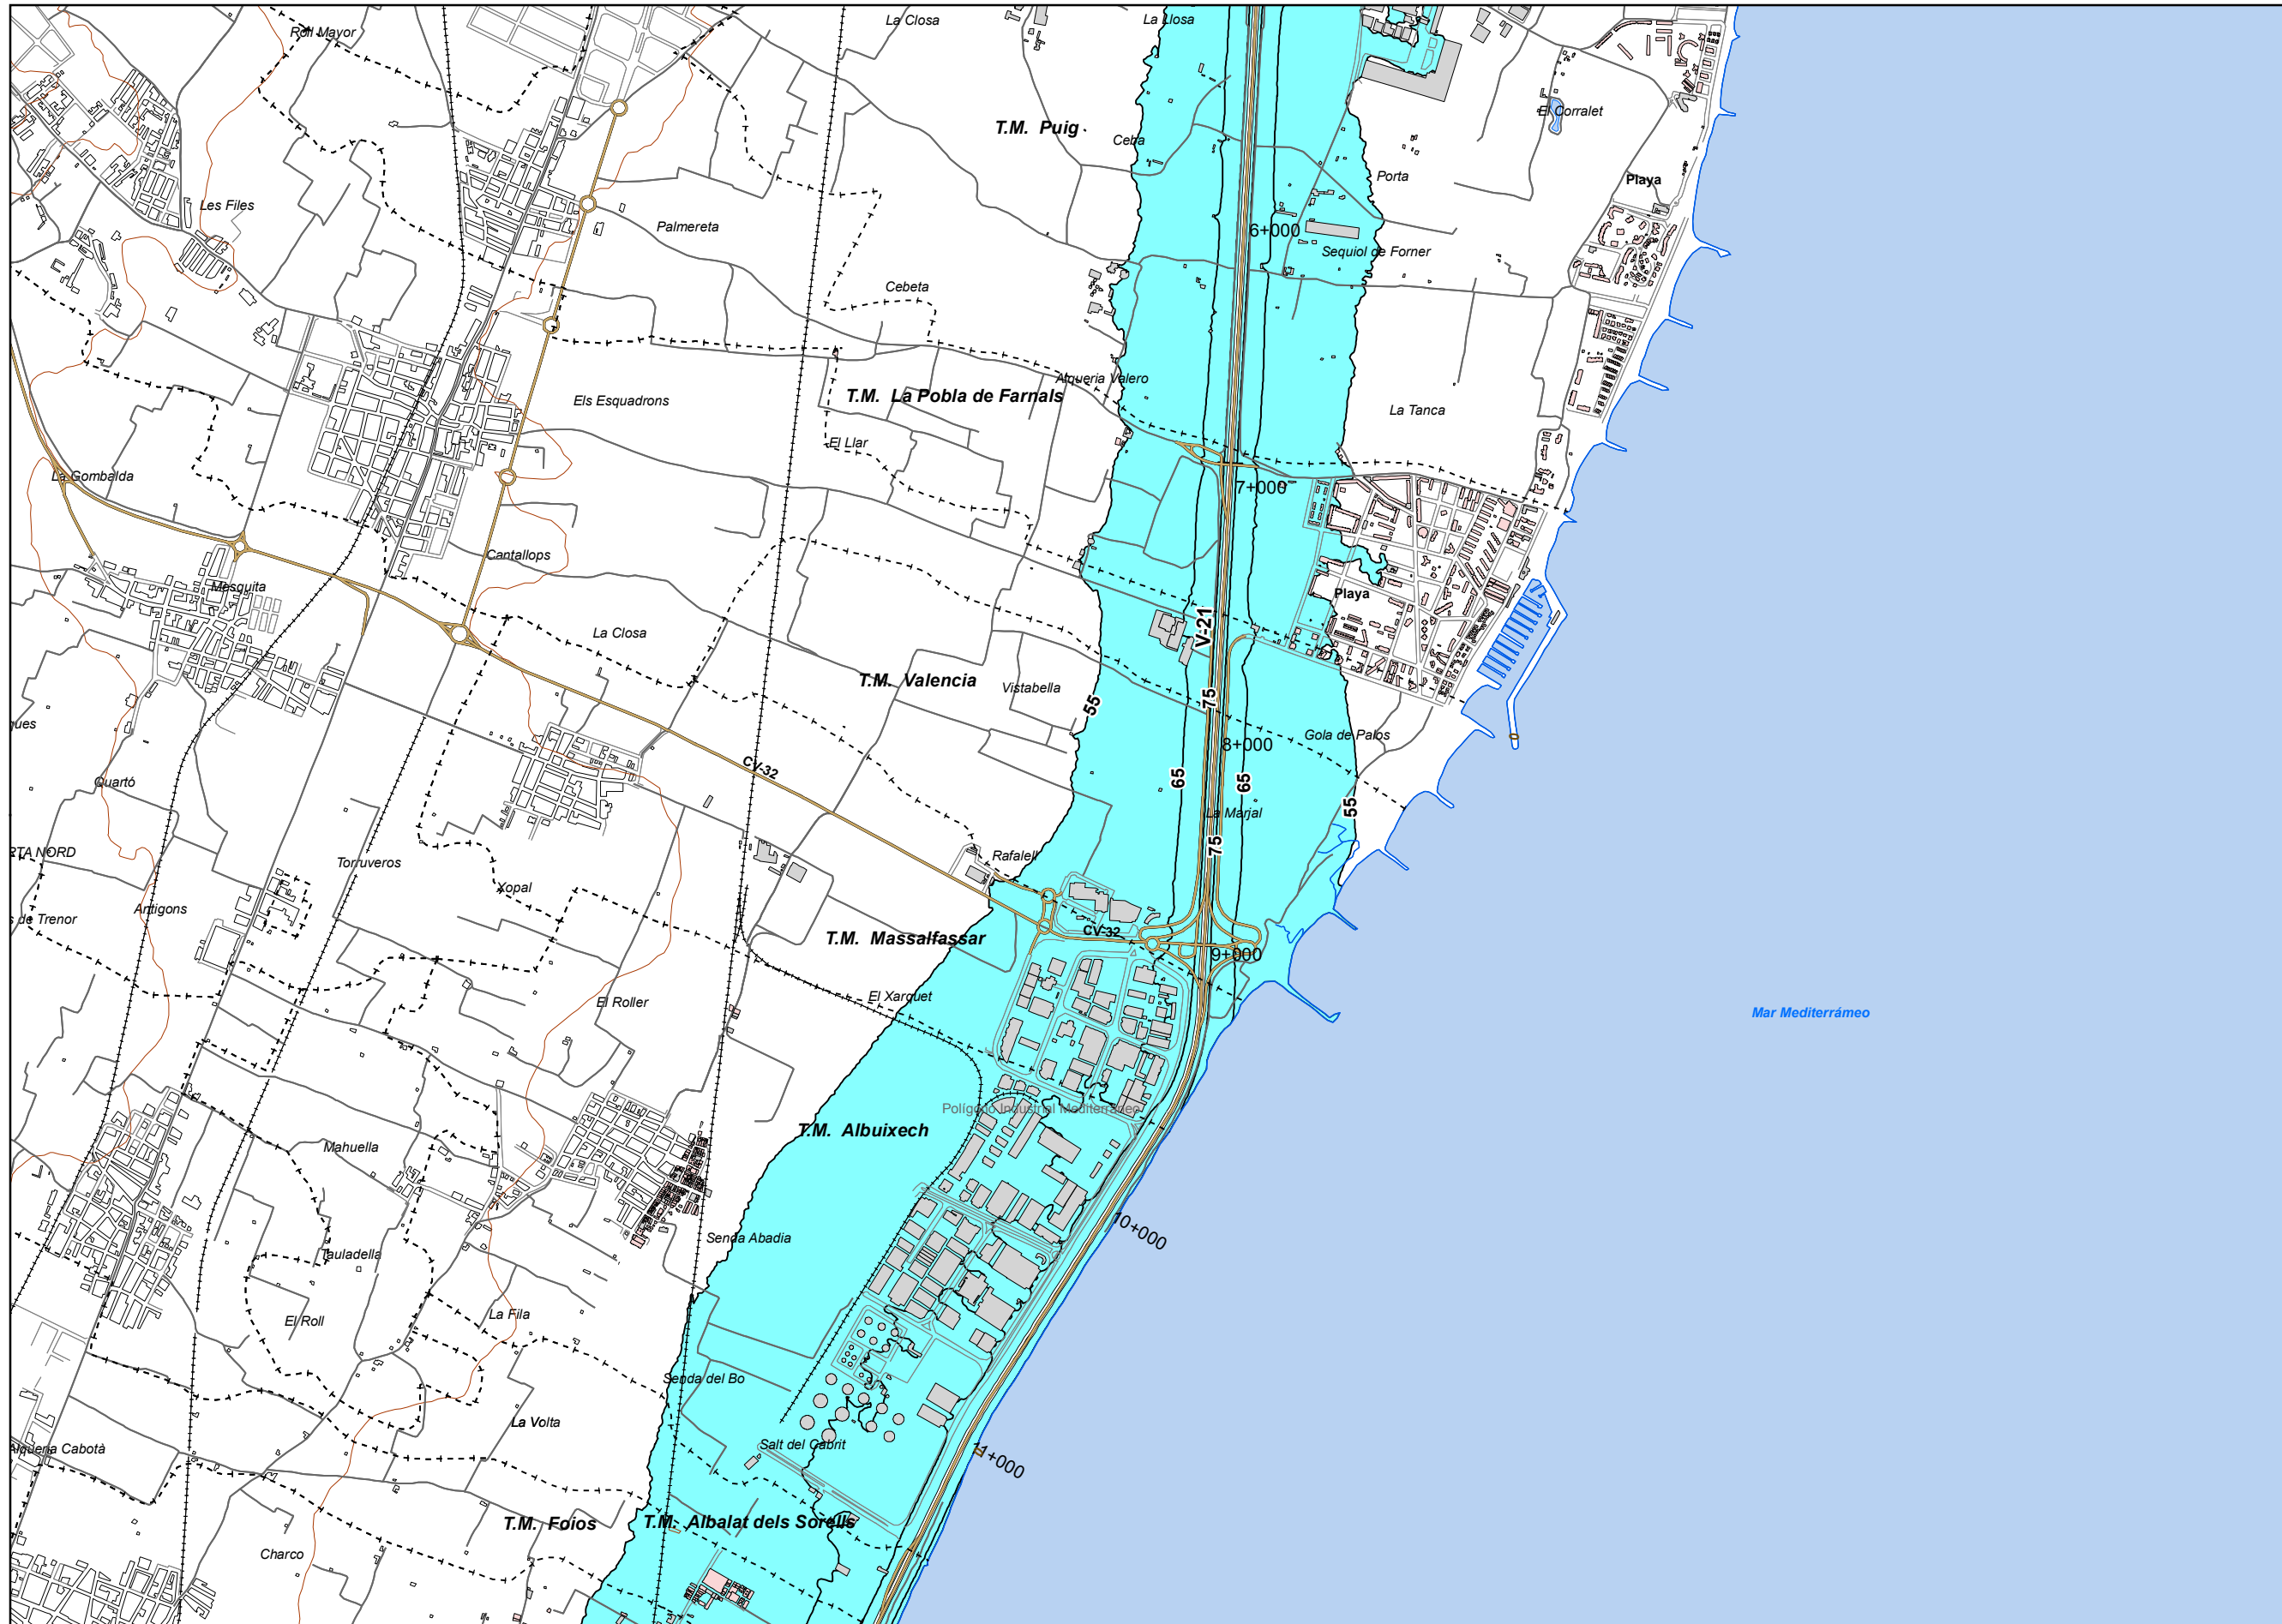 La Closa
La Llosa
Roll Mayor
El Corralet
T.M. Puig
Ceba
Porta
Playa
Les Files
Palmereta
6+000
Sequiol de Forner
Cebeta
Alqueria Valero
T.M. La Pobla de Farnals
Els Esquadrons
La Tanca
El Llar
La Gombalda
7+000
Cantallops
Mesquita
Playa
La Closa
V-21
T.M. Valencia
Vistabella
55
75
gues
Gola de Palos
8+000
CV-32
65
65
Quartó
55
La Marjal
75
RTA NORD
Torruveros
Rafalell
Xopal
Antigons
s de Trenor
CV-32
T.M. Massalfassar
9+000
El Xarquet
El Roller
Mar Mediterrámeo
Polígono Industrial Mediterráneo
T.M. Albuixech
Mahuella
10+000
Senda Abadia
Tauladella
La Fila
El Roll
Senda del Bo
La Volta
Salt del Cabrit
Alqueria Cabotà
11+000
T.M. Foios
T.M. Albalat dels Sorells
Charco